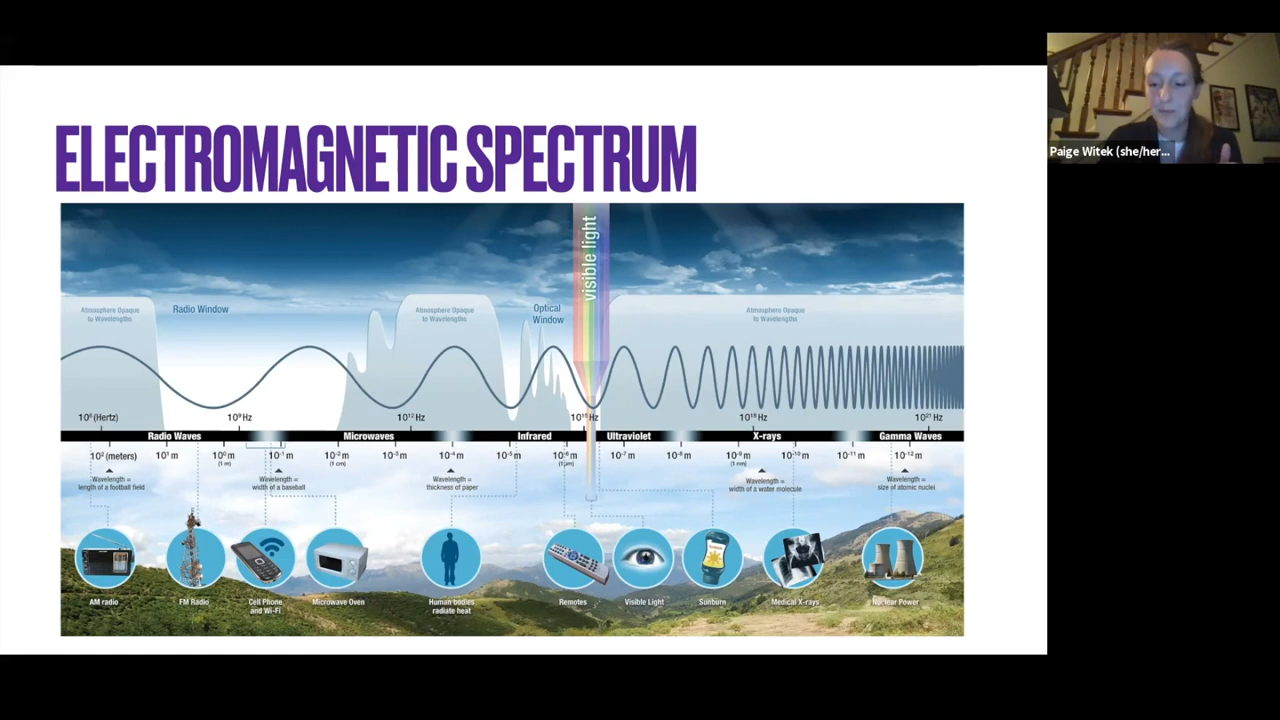 ELECTROMAGNETIC SPECTRUM
Paige Witek (she/her...
visible light
Atmosphere Opaque
to Wavelengths
Radio Window
Atmosphere Opaque
to Wavelengths
Optical
Window
Atmosphere Opaque
to Wavelengths
10⁶ (Hertz)
10⁹ Hz
10¹² Hz
10¹⁵ Hz
10¹⁸ Hz
10²¹ Hz
Radio Waves
Microwaves
Infrared
Ultraviolet
X-rays
Gamma Waves
10² (meters)
10¹ m
10⁰ m
(1 m)
10⁻¹ m
10⁻² m
(1 cm)
10⁻³ m
10⁻⁴ m
10⁻⁵ m
10⁻⁶ m
(1μm)
10⁻⁷ m
10⁻⁸ m
10⁻⁹ m
(1 nm)
10⁻¹⁰ m
10⁻¹¹ m
10⁻¹² m
Wavelength =
length of a football field
Wavelength =
width of a baseball
Wavelength =
thickness of paper
Wavelength =
width of a water molecule
Wavelength =
size of atomic nuclei
AM radio
FM Radio
Cell Phone
and Wi-Fi
Microwave Oven
Human bodies
radiate heat
Remotes
Visible Light
Sunburn
Medical X-rays
Nuclear Power